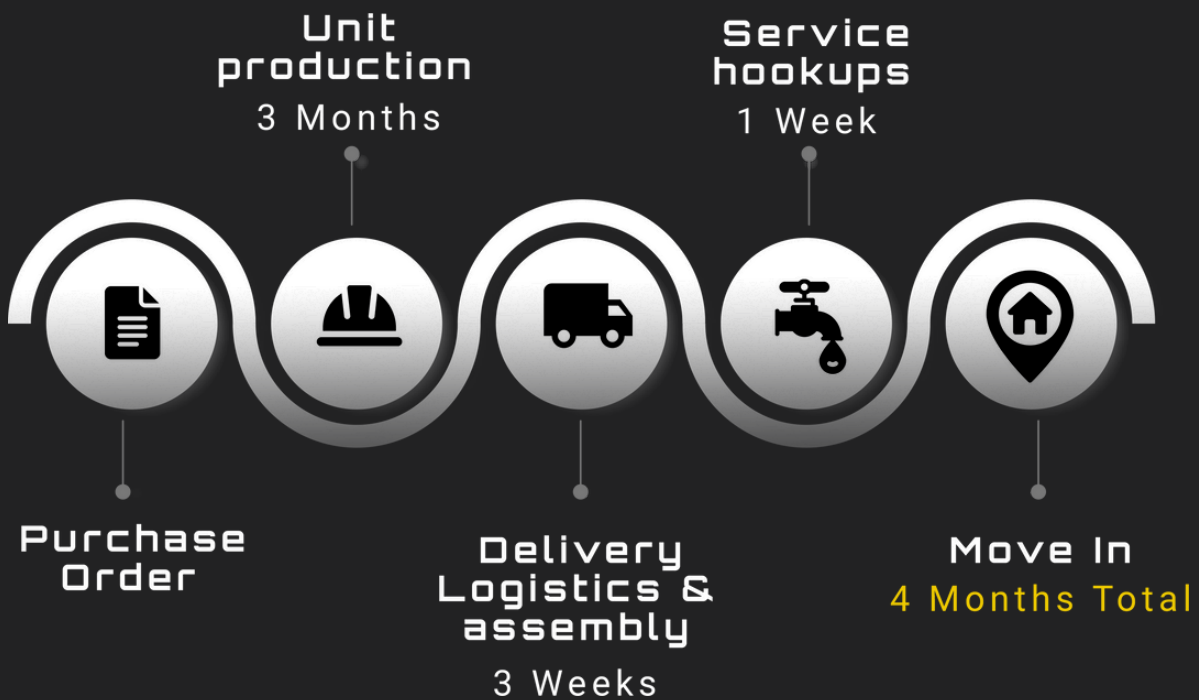 Unit
production
3 Months
Service
hookups
1 Week
Purchase
Order
Delivery
Logistics &
assembly
3 Weeks
Move In
4 Months Total